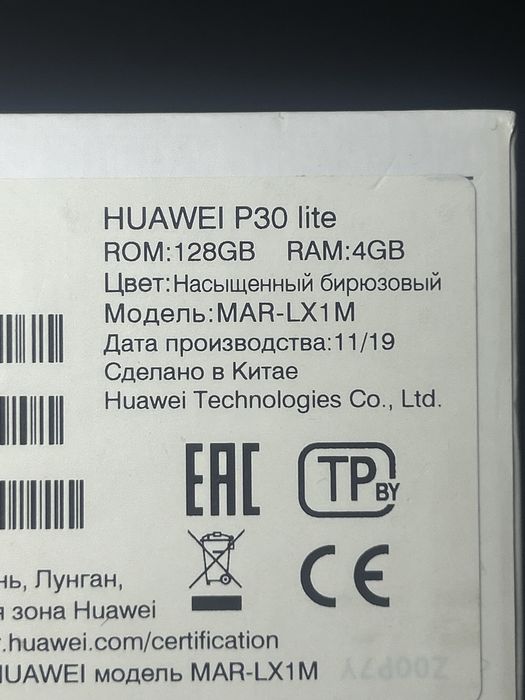 HUAWEI P30 lite
ROM:128GB RAM:4GB
Цвет:Насыщенный бирюзовый
Модель:MAR-LX1M
Дата производства:11/19
Сделано в Китае
Huawei Technologies Co., Ltd.
EAC
TP BY
CE
нь, Лунган,
я зона Huawei
.huawei.com/certification
HUAWEI модель MAR-LX1M